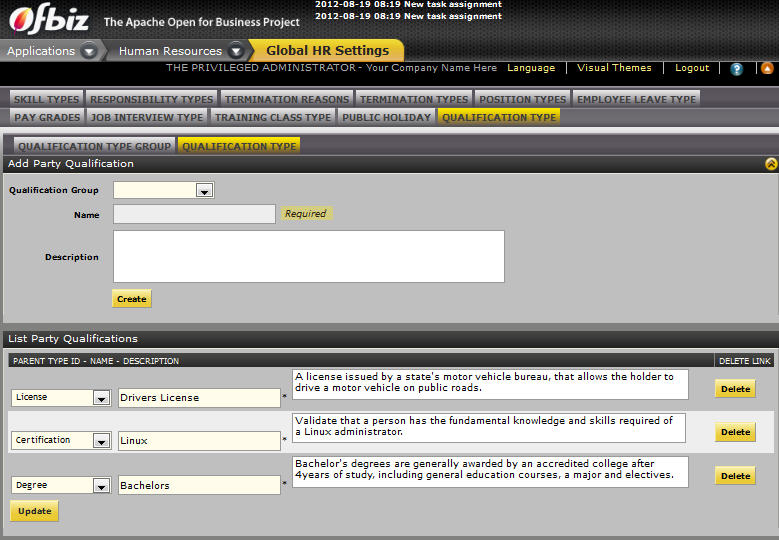 2012-08-19 08:19 New task assignment
Ofbiz The Apache Open for Business Project
2012-08-19 08:19 New task assignment
Applications Human Resources Global HR Settings
THE PRIVILEGED ADMINISTRATOR - Your Company Name Here Language Visual Themes Logout ?
SKILL TYPES RESPONSIBILITY TYPES TERMINATION REASONS TERMINATION TYPES POSITION TYPES EMPLOYEE LEAVE TYPE
PAY GRADES JOB INTERVIEW TYPE TRAINING CLASS TYPE PUBLIC HOLIDAY QUALIFICATION TYPE
QUALIFICATION TYPE GROUP QUALIFICATION TYPE
Add Party Qualification
Qualification Group
Name Required
Description
Create
List Party Qualifications
PARENT TYPE ID - NAME - DESCRIPTION DELETE LINK
A license issued by a state's motor vehicle bureau, that allows the holder to
drive a motor vehicle on public roads.
License Drivers License * Delete
Validate that a person has the fundamental knowledge and skills required of
a Linux administrator.
Certification Linux * Delete
Bachelor's degrees are generally awarded by an accredited college after
4years of study, including general education courses, a major and electives.
Degree Bachelors * Delete
Update